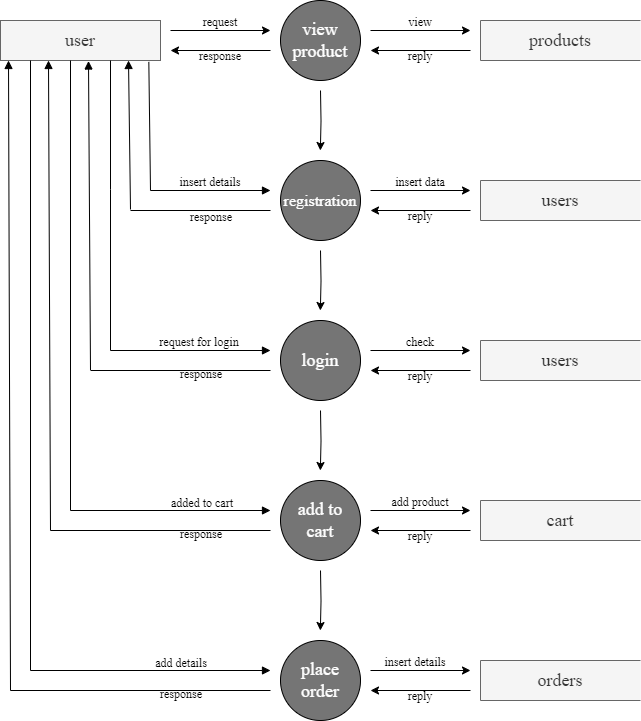 user
request
response
view
product
view
reply
products
insert details
response
registration
insert data
reply
users
request for login
response
login
check
reply
users
added to cart
response
add to
cart
add product
reply
cart
add details
response
place
order
insert details
reply
orders